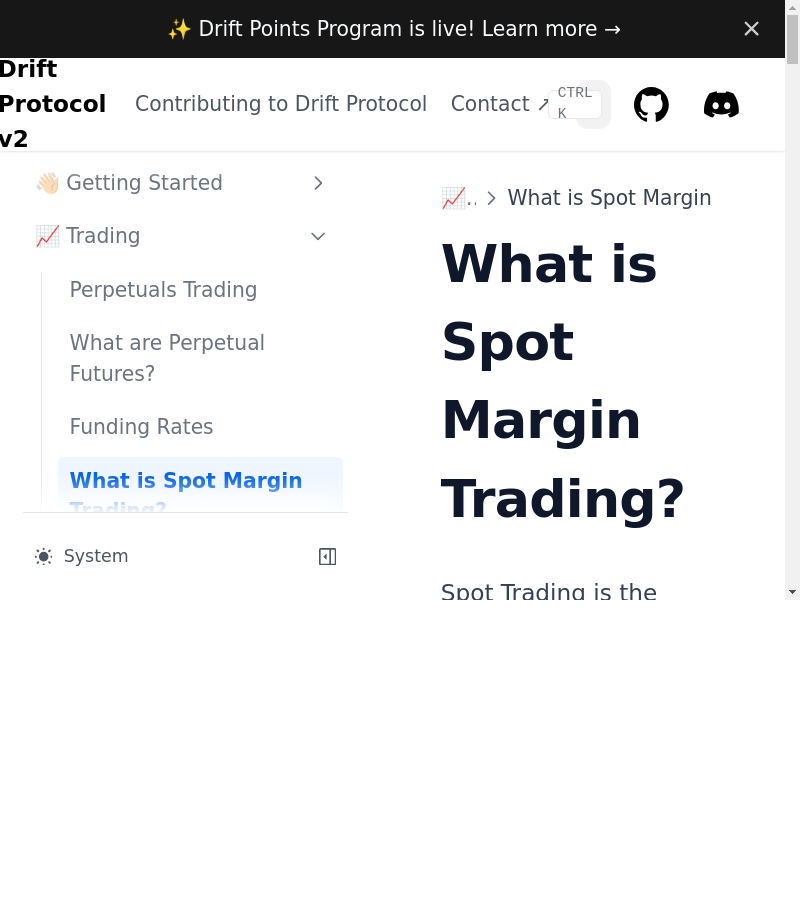 ✨ Drift Points Program is live! Learn more →
Drift
Protocol
v2
Contributing to Drift Protocol
Contact ↗
CTRL
K
👋🏻 Getting Started
📈 Trading
Perpetuals Trading
What are Perpetual
Futures?
Funding Rates
What is Spot Margin
Trading?
System
📈..
What is Spot Margin
What is
Spot
Margin
Trading?
Spot Trading is the